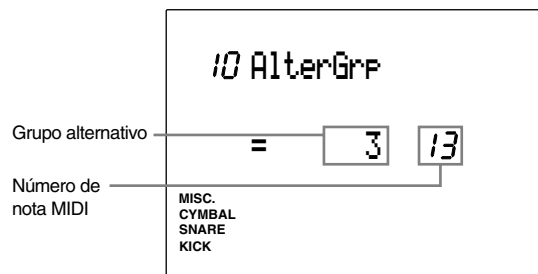 10 AlterGrp
Grupo alternativo
= 3 13
Número de
nota MIDI
MISC.
CYMBAL
SNARE
KICK